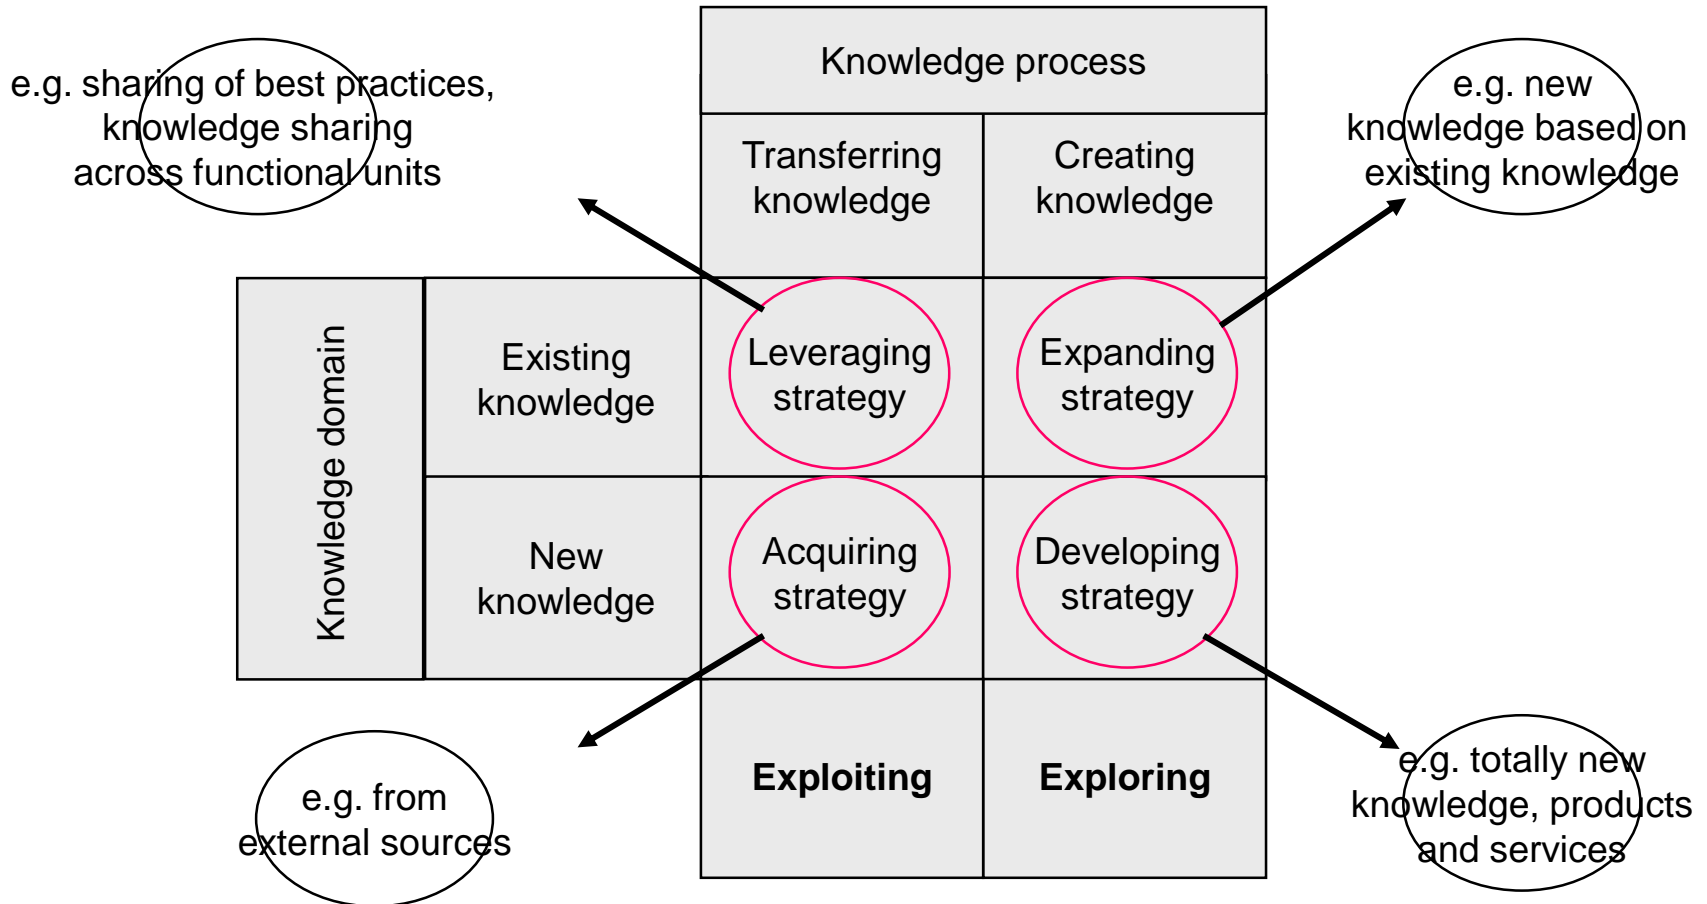 Knowledge process
e.g. sharing of best practices,
knowledge sharing
across functional units
e.g. new
knowledge based on
existing knowledge
Transferring
knowledge
Creating
knowledge
Knowledge domain
Existing
knowledge
Leveraging
strategy
Expanding
strategy
New
knowledge
Acquiring
strategy
Developing
strategy
Exploiting
Exploring
e.g. from
external sources
e.g. totally new
knowledge, products
and services